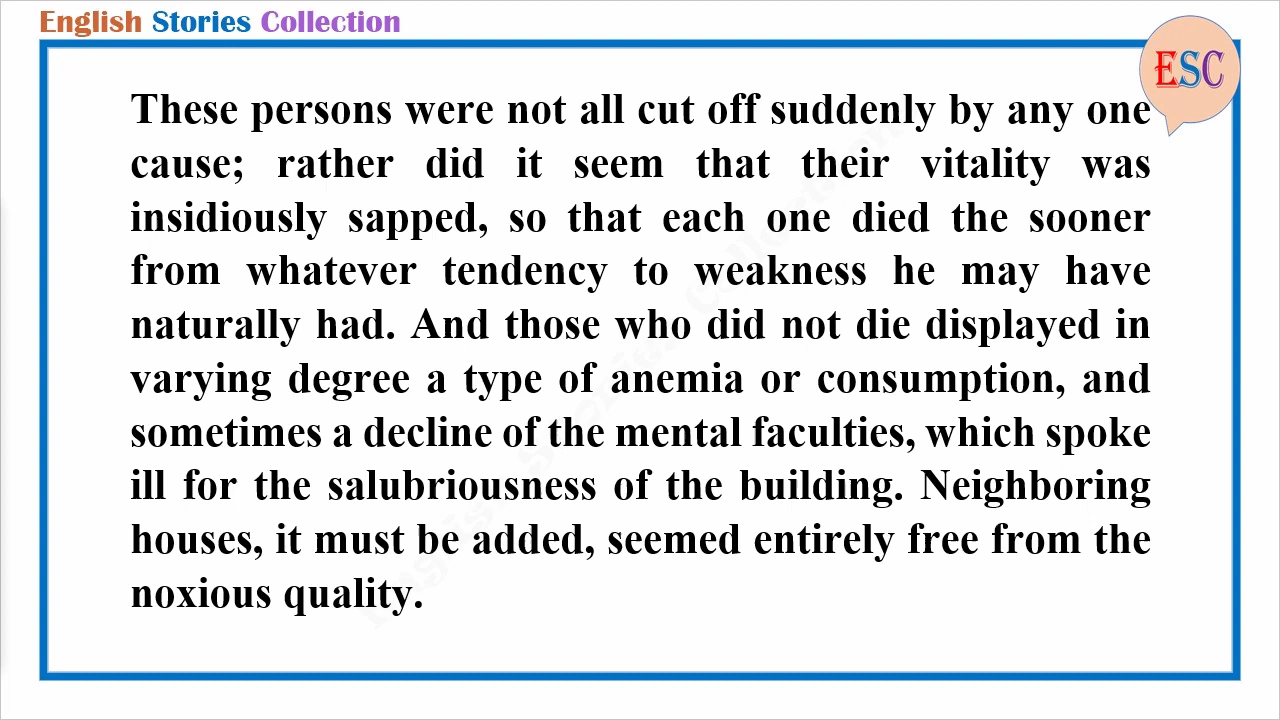 English Stories Collection
ESC
These persons were not all cut off suddenly by any one
cause; rather did it seem that their vitality was
insidiously sapped, so that each one died the sooner
from whatever tendency to weakness he may have
naturally had. And those who did not die displayed in
varying degree a type of anemia or consumption, and
sometimes a decline of the mental faculties, which spoke
ill for the salubriousness of the building. Neighboring
houses, it must be added, seemed entirely free from the
noxious quality.